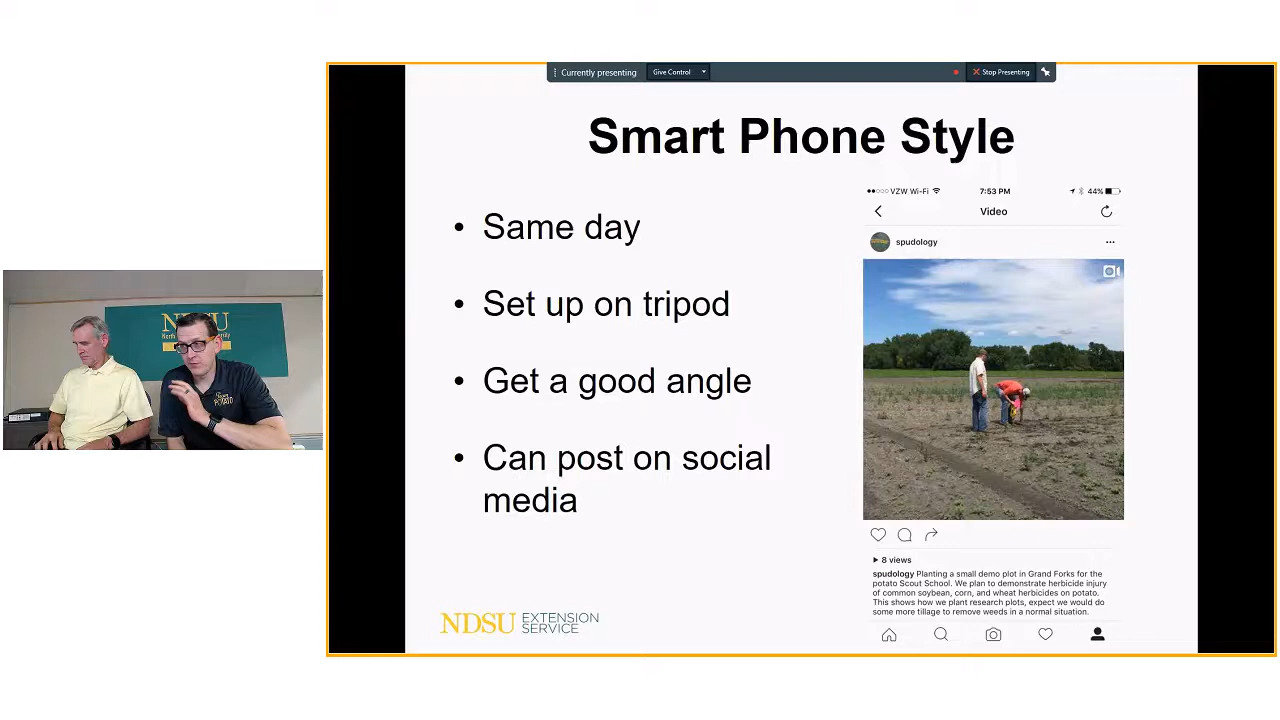 Currently presenting
Give Control
Stop Presenting
Smart Phone Style
• Same day
• Set up on tripod
• Get a good angle
• Can post on social
media
VZW Wi-Fi
7:53 PM
44%
Video
spudology
8 views
spudology Planting a small demo plot in Grand Forks for the
potato Scout School. We plan to demonstrate herbicide injury
of common soybean, corn, and wheat herbicides on potato.
This shows how we plant research plots, expect we would do
some more tillage to remove weeds in a normal situation.
NDSU EXTENSION
SERVICE
NDSU
POTATO